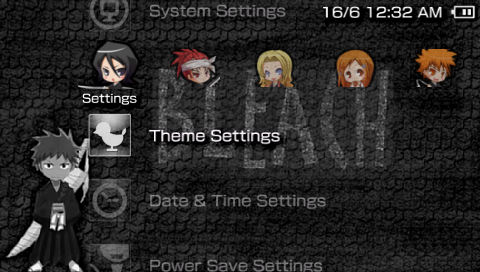 System Settings
16/6 12:32 AM
Settings
BLEACH
Theme Settings
Date & Time Settings
Power Save Settings